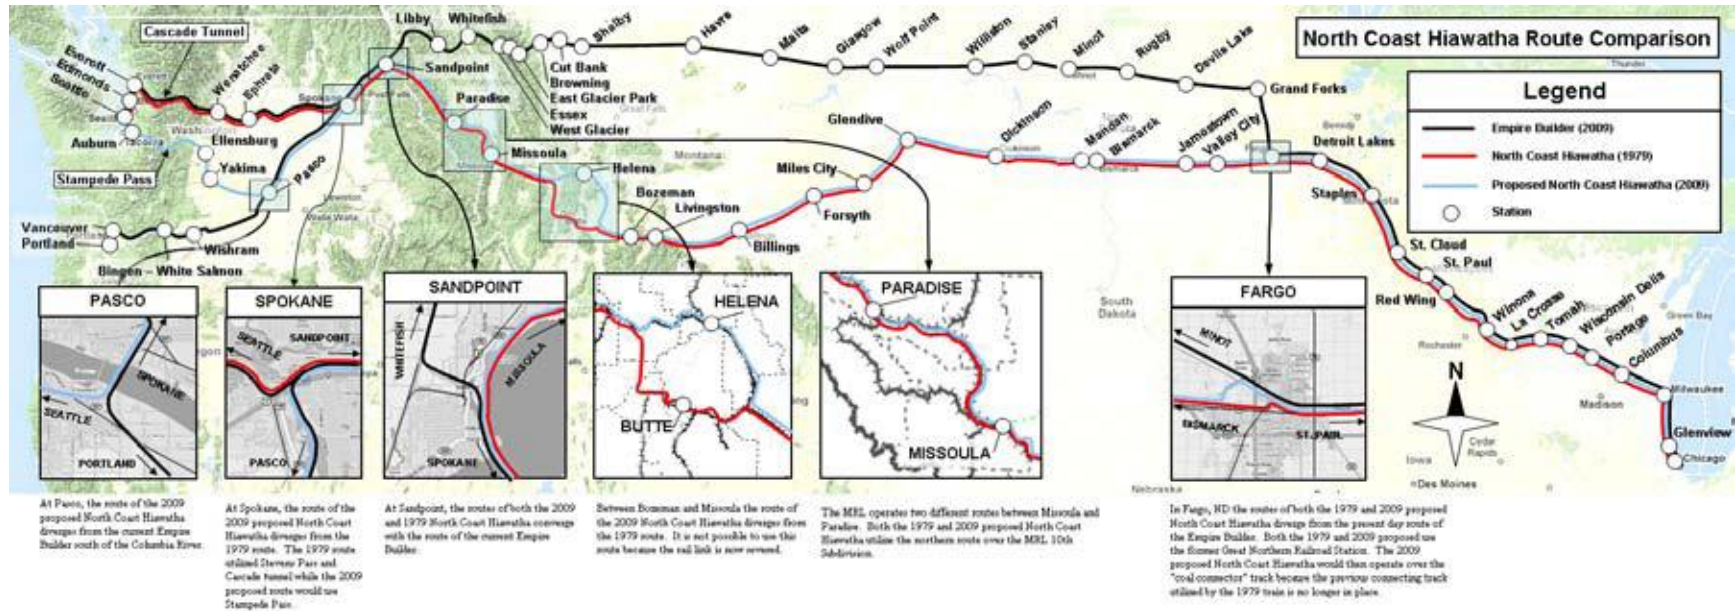 North Coast Hiawatha Route Comparison
Legend
Empire Builder (2009)
North Coast Hiawatha (1979)
Proposed North Coast Hiawatha (2009)
Station
Cascade Tunnel
Everett
Edmonds
Seattle
Auburn
Stampede Pass
Wenatchee
Ephrata
Ellensburg
Yakima
Pasco
Vancouver
Portland
Bingen - White Salmon
Wishram
Libby
Whitefish
Sandpoint
Paradise
Missoula
Helena
Shelby
Cut Bank
Browning
East Glacier Park
Essex
West Glacier
Havre
Malta
Glasgow
Wolf Point
Williston
Stanley
Minot
Rugby
Devils Lake
Grand Forks
Bozeman
Livingston
Billings
Forsyth
Miles City
Glendive
Dickinson
Mandan
Bismarck
Jamestown
Valley City
Detroit Lakes
Staples
St. Cloud
St. Paul
Red Wing
Winona
La Crosse
Tomah
Wisconsin Dells
Portage
Columbus
Milwaukee
Glenview
Chicago
Montana
South
Dakota
Nebraska
Iowa
Des Moines
Cedar
Rapids
Madison
Rochester
Green Bay
N
PASCO
SPOKANE
SEATTLE
PORTLAND
SPOKANE
SEATTLE
SANDPOINT
PASCO
SANDPOINT
WHITEFISH
MISSOULA
SPOKANE
HELENA
BUTTE
PARADISE
MISSOULA
FARGO
MINOT
BISMARCK
ST. PAUL
At Pasco, the route of the 2009
proposed North Coast Hiawatha
diverges from the current Empire
Builder south of the Columbia River.
At Spokane, the route of the
2009 proposed North Coast
Hiawatha diverges from the
1979 route. The 1979 route
utilized Stevens Pass and
Cascade tunnel while the 2009
proposed route would use
Stampede Pass.
At Sandpoint, the routes of both the 2009
and 1979 North Coast Hiawatha converge
with the route of the current Empire
Builder.
Between Bozeman and Missoula the route of
the 2009 North Coast Hiawatha diverges from
the 1979 route. It is not possible to use this
route because the rail link is now severed.
The MRL operates two different routes between Missoula and
Paradise. Both the 1979 and 2009 proposed North Coast
Hiawatha utilize the northern route over the MRL 10th
Subdivision.
In Fargo, ND the routes of both the 1979 and 2009 proposed
North Coast Hiawatha diverge from the present day route of
the Empire Builder. Both the 1979 and 2009 proposed use
the former Great Northern Railroad Station. The 2009
proposed North Coast Hiawatha would then operate over the
"coal connector" track because the previous connecting track
utilized by the 1979 train is no longer in place.